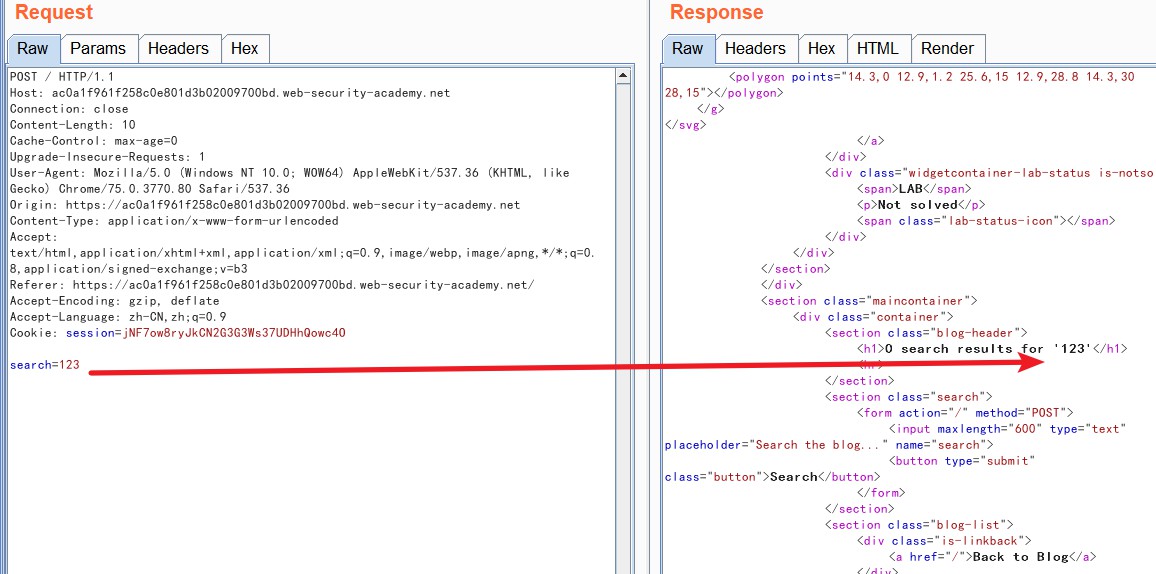 Request
Raw Params Headers Hex
POST / HTTP/1.1
Host: ac0a1f961f258c0e801d3b02009700bd.web-security-academy.net
Connection: close
Content-Length: 10
Cache-Control: max-age=0
Upgrade-Insecure-Requests: 1
User-Agent: Mozilla/5.0 (Windows NT 10.0; WOW64) AppleWebKit/537.36 (KHTML, like
Gecko) Chrome/75.0.3770.80 Safari/537.36
Origin: https://ac0a1f961f258c0e801d3b02009700bd.web-security-academy.net
Content-Type: application/x-www-form-urlencoded
Accept:
text/html,application/xhtml+xml,application/xml;q=0.9,image/webp,image/apng,*/*;q=0.
8,application/signed-exchange;v=b3
Referer: https://ac0a1f961f258c0e801d3b02009700bd.web-security-academy.net/
Accept-Encoding: gzip, deflate
Accept-Language: zh-CN,zh;q=0.9
Cookie: session=jNF7ow8ryJkCN2G3G3Ws37UDHhQowc40
search=123
Response
Raw Headers Hex HTML Render
<polygon points="14.3,0 12.9,1.2 25.6,15 12.9,28.8 14.3,30
28,15"></polygon>
</g>
</svg>
</a>
</div>
<div class="widgetcontainer-lab-status is-notso
<span>LAB</span>
<p>Not solved</p>
<span class="lab-status-icon"></span>
</div>
</div>
</section>
</div>
<section class="maincontainer">
<div class="container">
<section class="blog-header">
<h1>0 search results for '123'</h1>
<hr>
</section>
<section class="search">
<form action="/" method="POST">
<input maxlength="600" type="text"
placeholder="Search the blog..." name="search">
<button type="submit"
class="button">Search</button>
</form>
</section>
<section class="blog-list">
<div class="is-linkback">
<a href="/">Back to Blog</a>
</div>